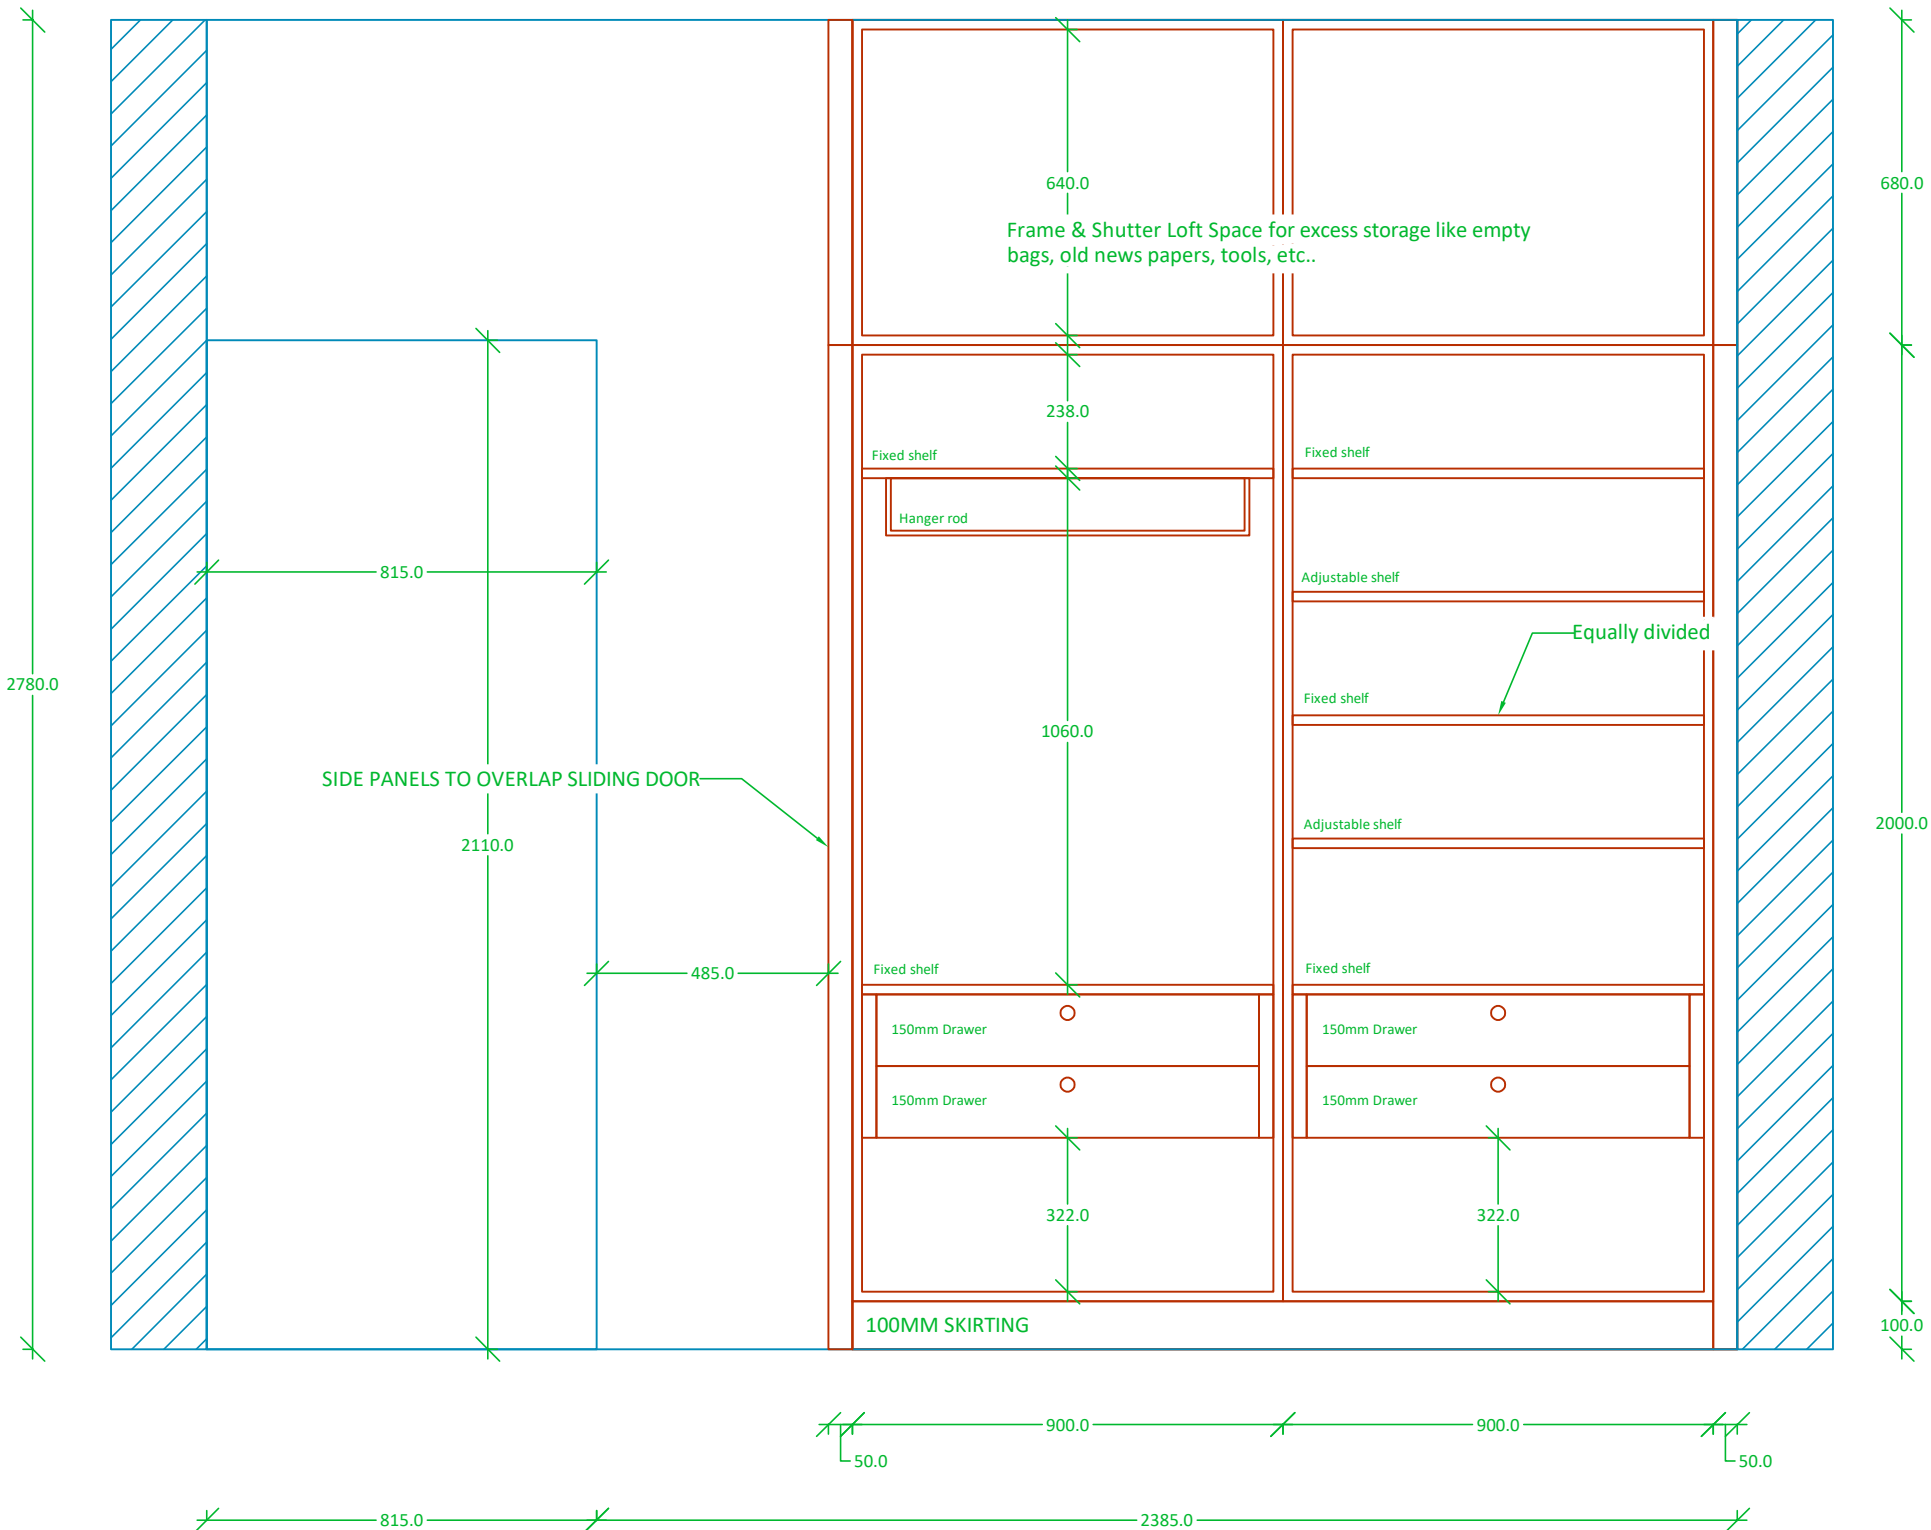 640.0
680.0
Frame & Shutter Loft Space for excess storage like empty
bags, old news papers, tools, etc..
238.0
Fixed shelf
Fixed shelf
Hanger rod
815.0
Adjustable shelf
Equally divided
2780.0
Fixed shelf
1060.0
SIDE PANELS TO OVERLAP SLIDING DOOR
2110.0
Adjustable shelf
2000.0
485.0
Fixed shelf
Fixed shelf
150mm Drawer
150mm Drawer
150mm Drawer
150mm Drawer
322.0
322.0
100MM SKIRTING
100.0
900.0
900.0
50.0
50.0
815.0
2385.0